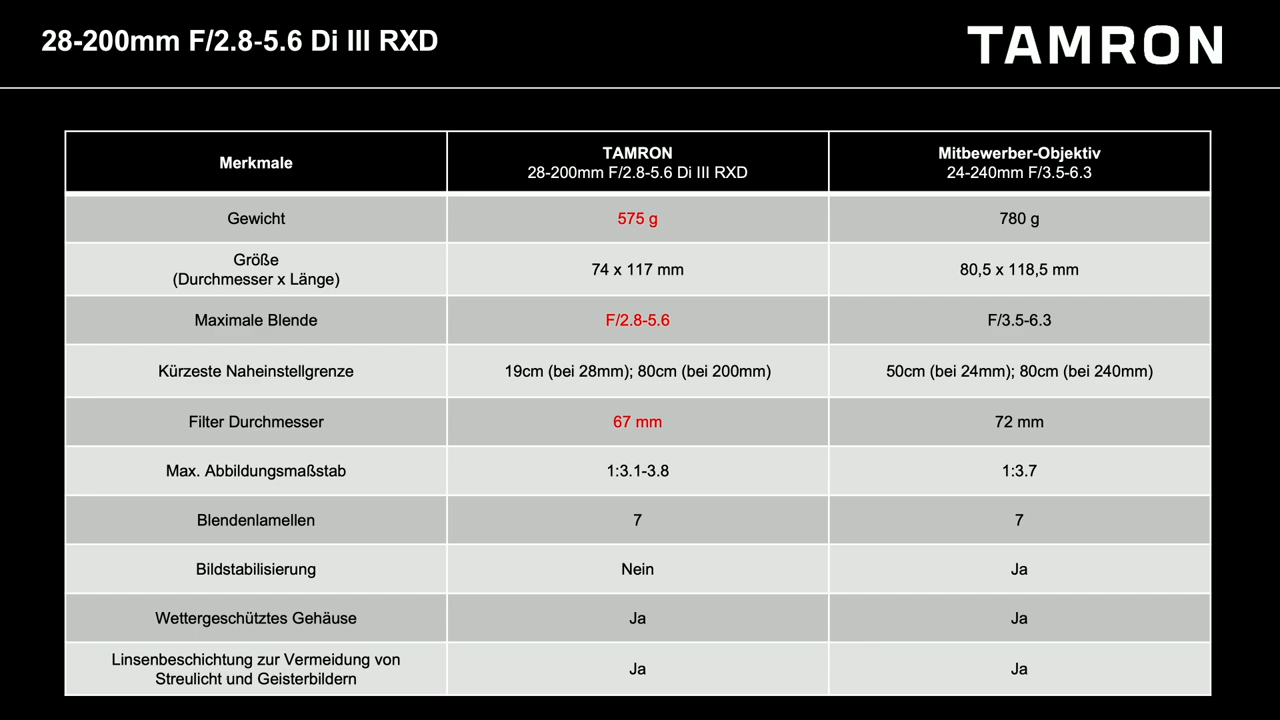 28-200mm F/2.8-5.6 Di III RXD
TAMRON
Merkmale
TAMRON
28-200mm F/2.8-5.6 Di III RXD
Mitbewerber-Objektiv
24-240mm F/3.5-6.3
Gewicht
575 g
780 g
Größe
(Durchmesser x Länge)
74 x 117 mm
80,5 x 118,5 mm
Maximale Blende
F/2.8-5.6
F/3.5-6.3
Kürzeste Naheinstellgrenze
19cm (bei 28mm); 80cm (bei 200mm)
50cm (bei 24mm); 80cm (bei 240mm)
Filter Durchmesser
67 mm
72 mm
Max. Abbildungsmaßstab
1:3.1-3.8
1:3.7
Blendenlamellen
7
7
Bildstabilisierung
Nein
Ja
Wettergeschütztes Gehäuse
Ja
Ja
Linsenbeschichtung zur Vermeidung von
Streulicht und Geisterbildern
Ja
Ja